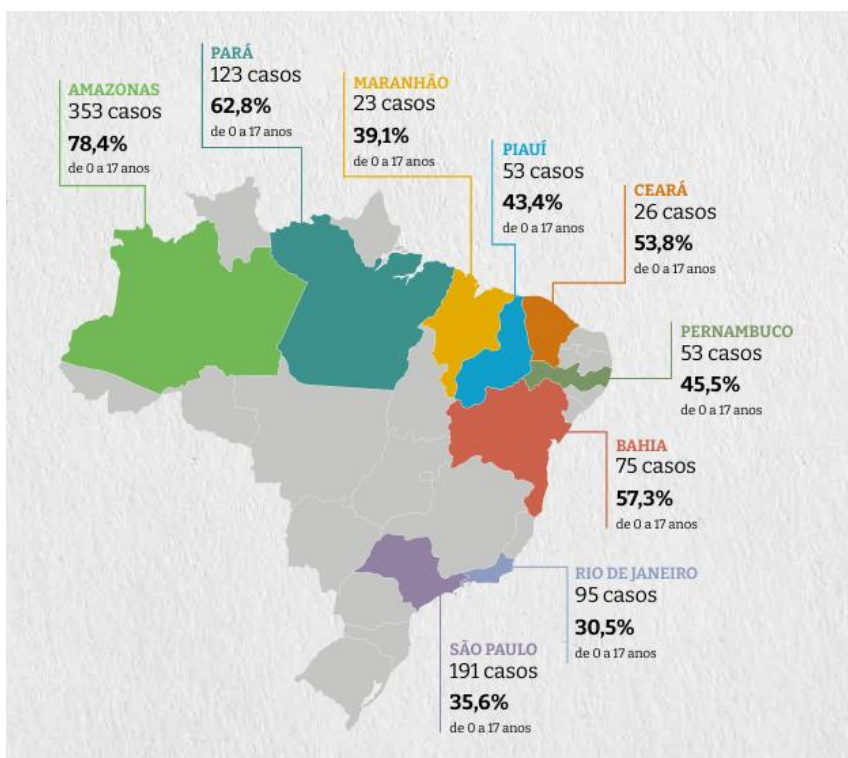 PARÁ
123 casos
62,8%
de 0 a 17 anos
AMAZONAS
353 casos
78,4%
de 0 a 17 anos
MARANHÃO
23 casos
39,1%
de 0 a 17 anos
PIAUÍ
53 casos
43,4%
de 0 a 17 anos
CEARÁ
26 casos
53,8%
de 0 a 17 anos
PERNAMBUCO
53 casos
45,5%
de 0 a 17 anos
BAHIA
75 casos
57,3%
de 0 a 17 anos
RIO DE JANEIRO
95 casos
30,5%
de 0 a 17 anos
SÃO PAULO
191 casos
35,6%
de 0 a 17 anos